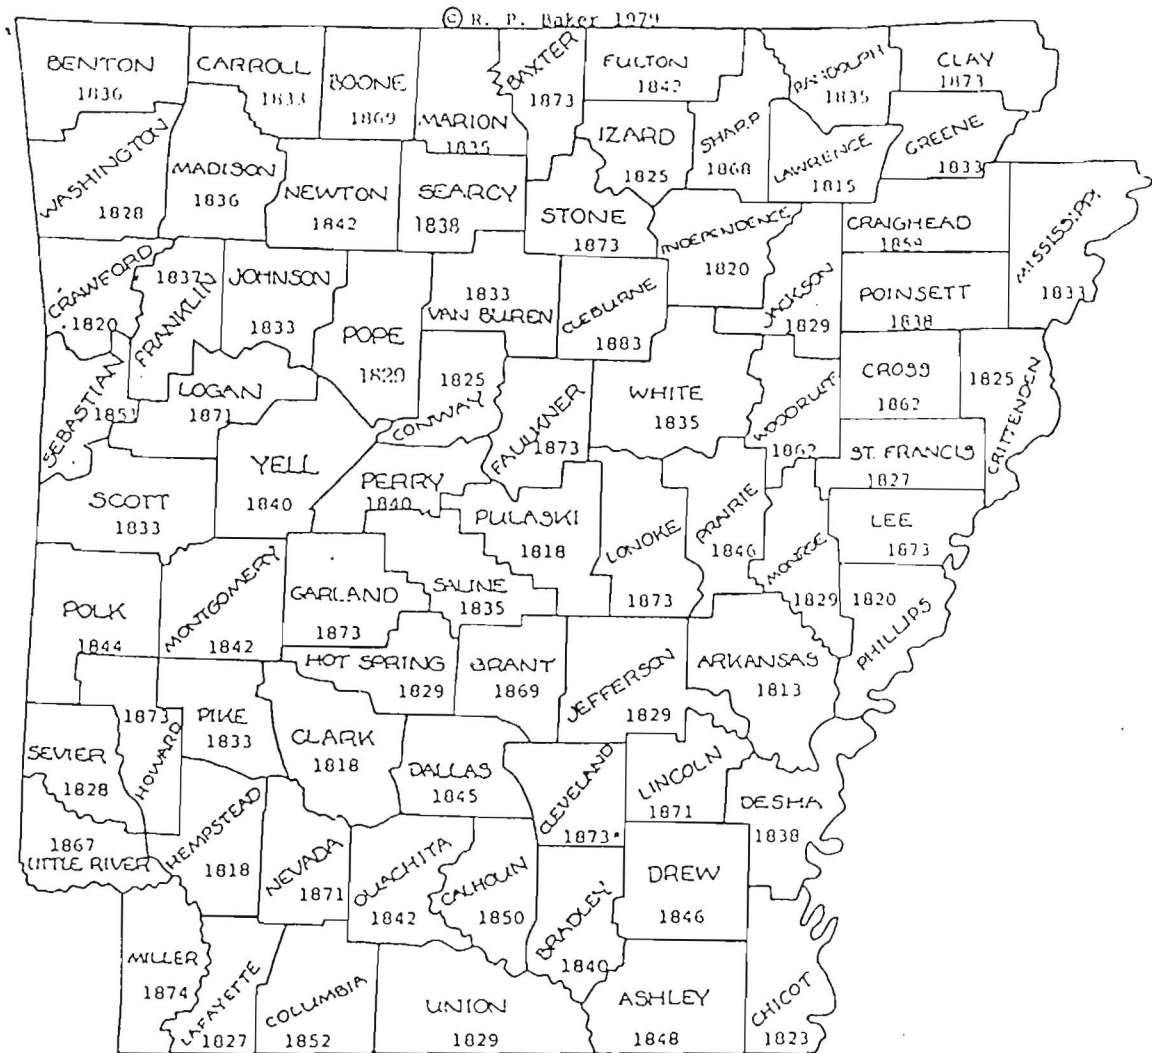 © R. P. Baker 1979
BENTON
1836
CARROLL
1833
BOONE
1869
MARION
1835
BAXTER
1873
FULTON
1842
IZARD
1825
SHARP
1868
RANDOLPH
1835
CLAY
1873
LAWRENCE
1815
GREENE
1833
WASHINGTON
1828
MADISON
1836
NEWTON
1842
SEARCY
1838
STONE
1873
INDEPENDENCE
1820
JACKSON
1829
CRAIGHEAD
1859
MISSISSIPPI
1833
CRAWFORD
1820
1837
FRANKLIN
JOHNSON
1833
POPE
1829
1833
VAN BUREN
CLEBURNE
1883
POINSETT
1838
SEBASTIAN
1851
LOGAN
1871
1825
CONWAY
FAULKNER
1873
WHITE
1835
WOODRUFF
1862
CROSS
1862
1825
CRITTENDEN
ST. FRANCIS
1827
SCOTT
1833
YELL
1840
PERRY
1840
PULASKI
1818
LONOKE
1873
PRAIRIE
1846
MONROE
1829
LEE
1873
POLK
1844
MONTGOMERY
1842
GARLAND
1873
SALINE
1835
1820
PHILLIPS
HOT SPRING
1829
GRANT
1869
JEFFERSON
1829
ARKANSAS
1813
SEVIER
1828
1873
HOWARD
PIKE
1833
CLARK
1818
DALLAS
1845
CLEVELAND
1873*
LINCOLN
1871
DESHA
1838
1867
LITTLE RIVER
HEMPSTEAD
1818
NEVADA
1871
OUACHITA
1842
CALHOUN
1850
BRADLEY
1840
DREW
1846
MILLER
1874
LAFAYETTE
1827
COLUMBIA
1852
UNION
1829
ASHLEY
1848
CHICOT
1823